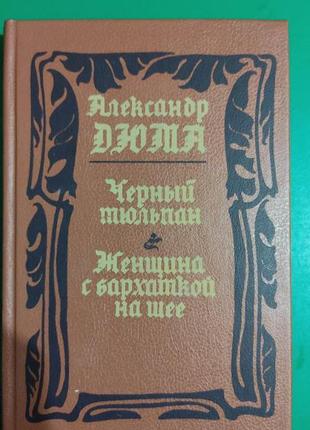 Александр
ДЮМА
Черный
тюльпан
Женщина
с бархаткой
на шее